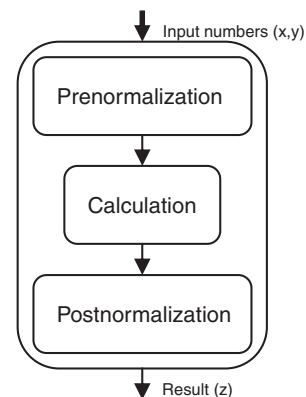 Input numbers (x,y)
Prenormalization
Calculation
Postnormalization
Result (z)